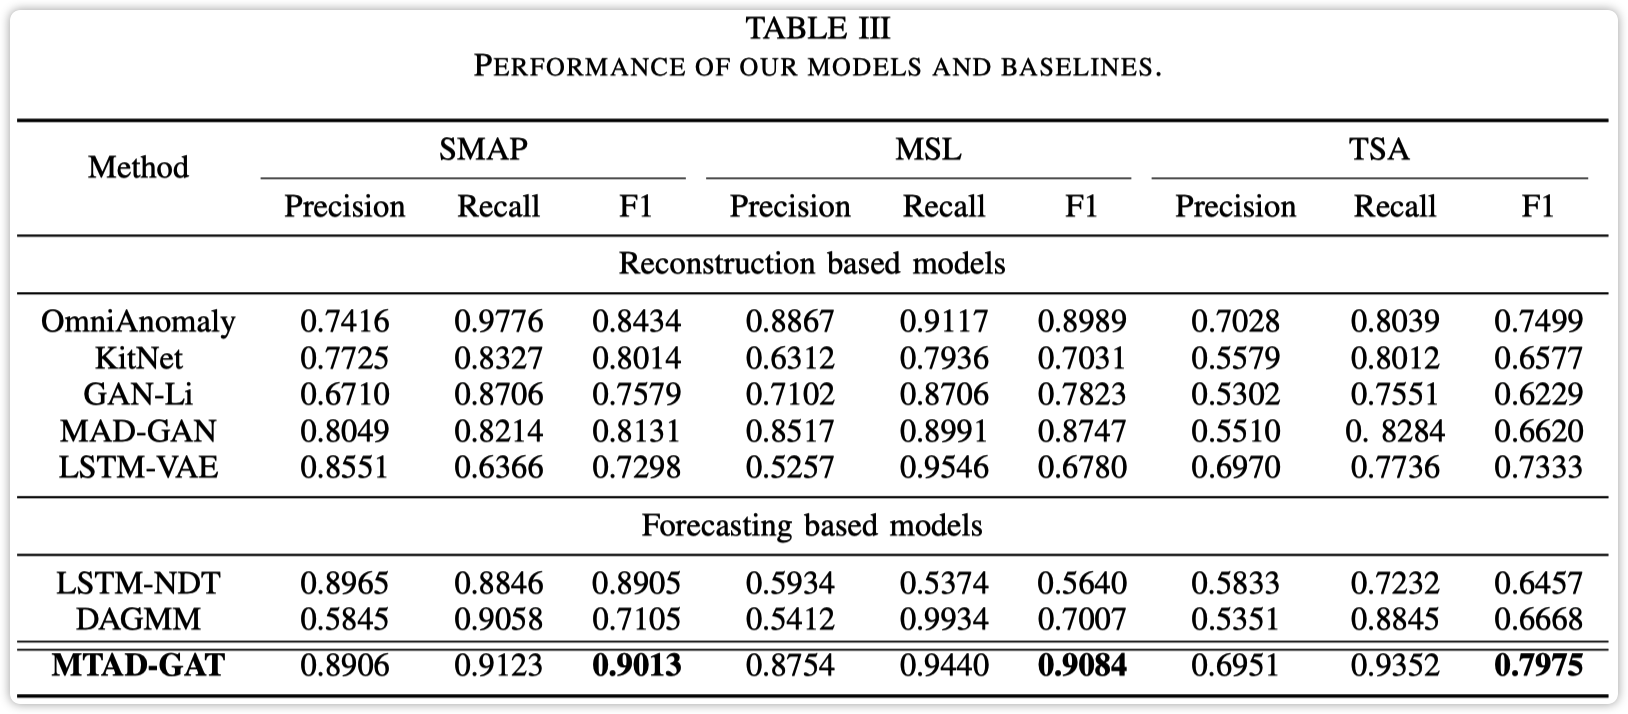 TABLE III
PERFORMANCE OF OUR MODELS AND BASELINES.
Method SMAP MSL TSA
Precision Recall F1 Precision Recall F1 Precision Recall F1
Reconstruction based models
OmniAnomaly 0.7416 0.9776 0.8434 0.8867 0.9117 0.8989 0.7028 0.8039 0.7499
KitNet 0.7725 0.8327 0.8014 0.6312 0.7936 0.7031 0.5579 0.8012 0.6577
GAN-Li 0.6710 0.8706 0.7579 0.7102 0.8706 0.7823 0.5302 0.7551 0.6229
MAD-GAN 0.8049 0.8214 0.8131 0.8517 0.8991 0.8747 0.5510 0. 8284 0.6620
LSTM-VAE 0.8551 0.6366 0.7298 0.5257 0.9546 0.6780 0.6970 0.7736 0.7333
Forecasting based models
LSTM-NDT 0.8965 0.8846 0.8905 0.5934 0.5374 0.5640 0.5833 0.7232 0.6457
DAGMM 0.5845 0.9058 0.7105 0.5412 0.9934 0.7007 0.5351 0.8845 0.6668
MTAD-GAT 0.8906 0.9123 0.9013 0.8754 0.9440 0.9084 0.6951 0.9352 0.7975